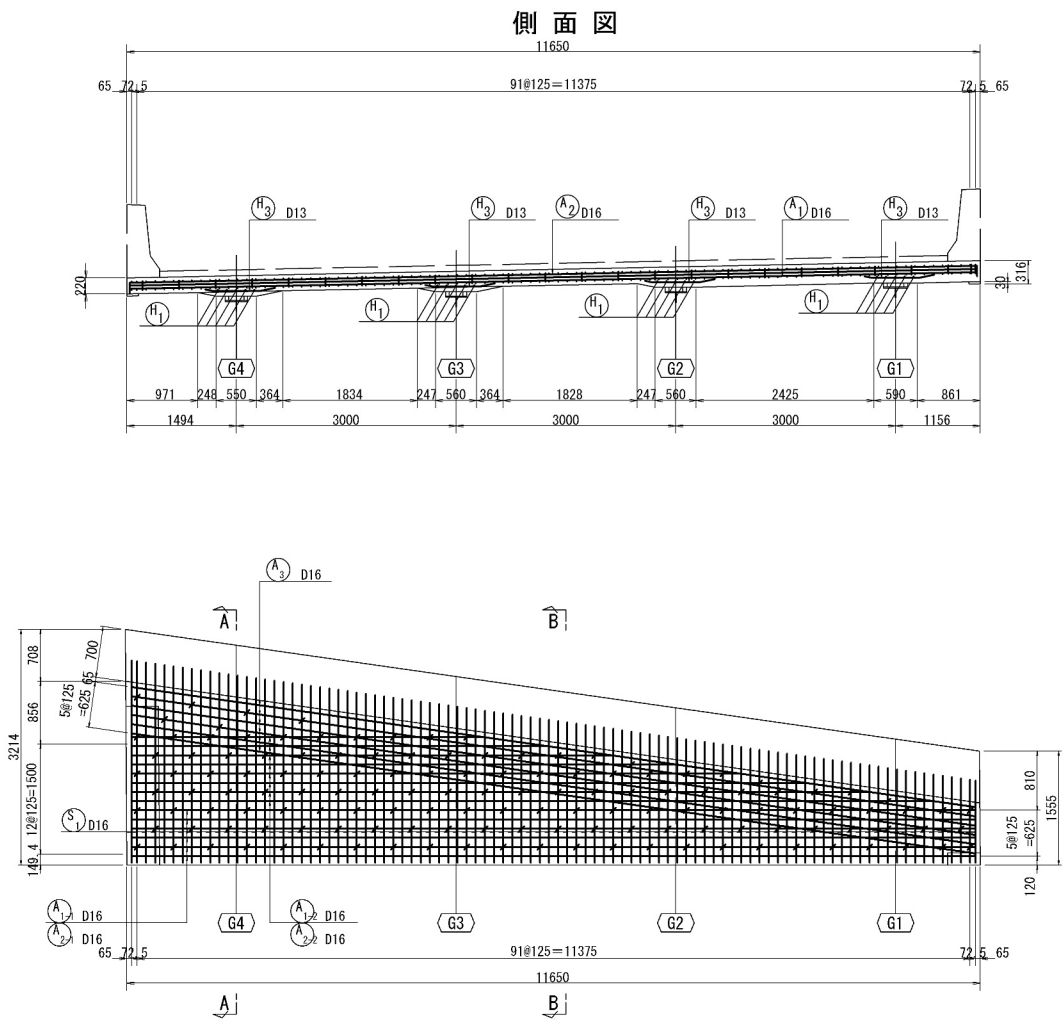 側面図
11650
65 72.5 91@125=11375 72.5 65
H3 D13 H3 D13 A2 D16 H3 D13 A1 D16 H3 D13
220 316
30
H1 H1 H1 H1
G4 G3 G2 G1
971 248 550 364 1834 247 560 364 1828 247 560 2425 590 861
1494 3000 3000 3000 1156
A3 D16
A B
708 700
65
5@125
=625
856
3214
12@125=1500
S1 D16
149.4
810
1555
5@125
=625
120
A1-1 D16 G4 A1-2 D16 G3 G2 G1
A2-1 D16 A2-2 D16
65 72.5 91@125=11375 72.5 65
11650
A B